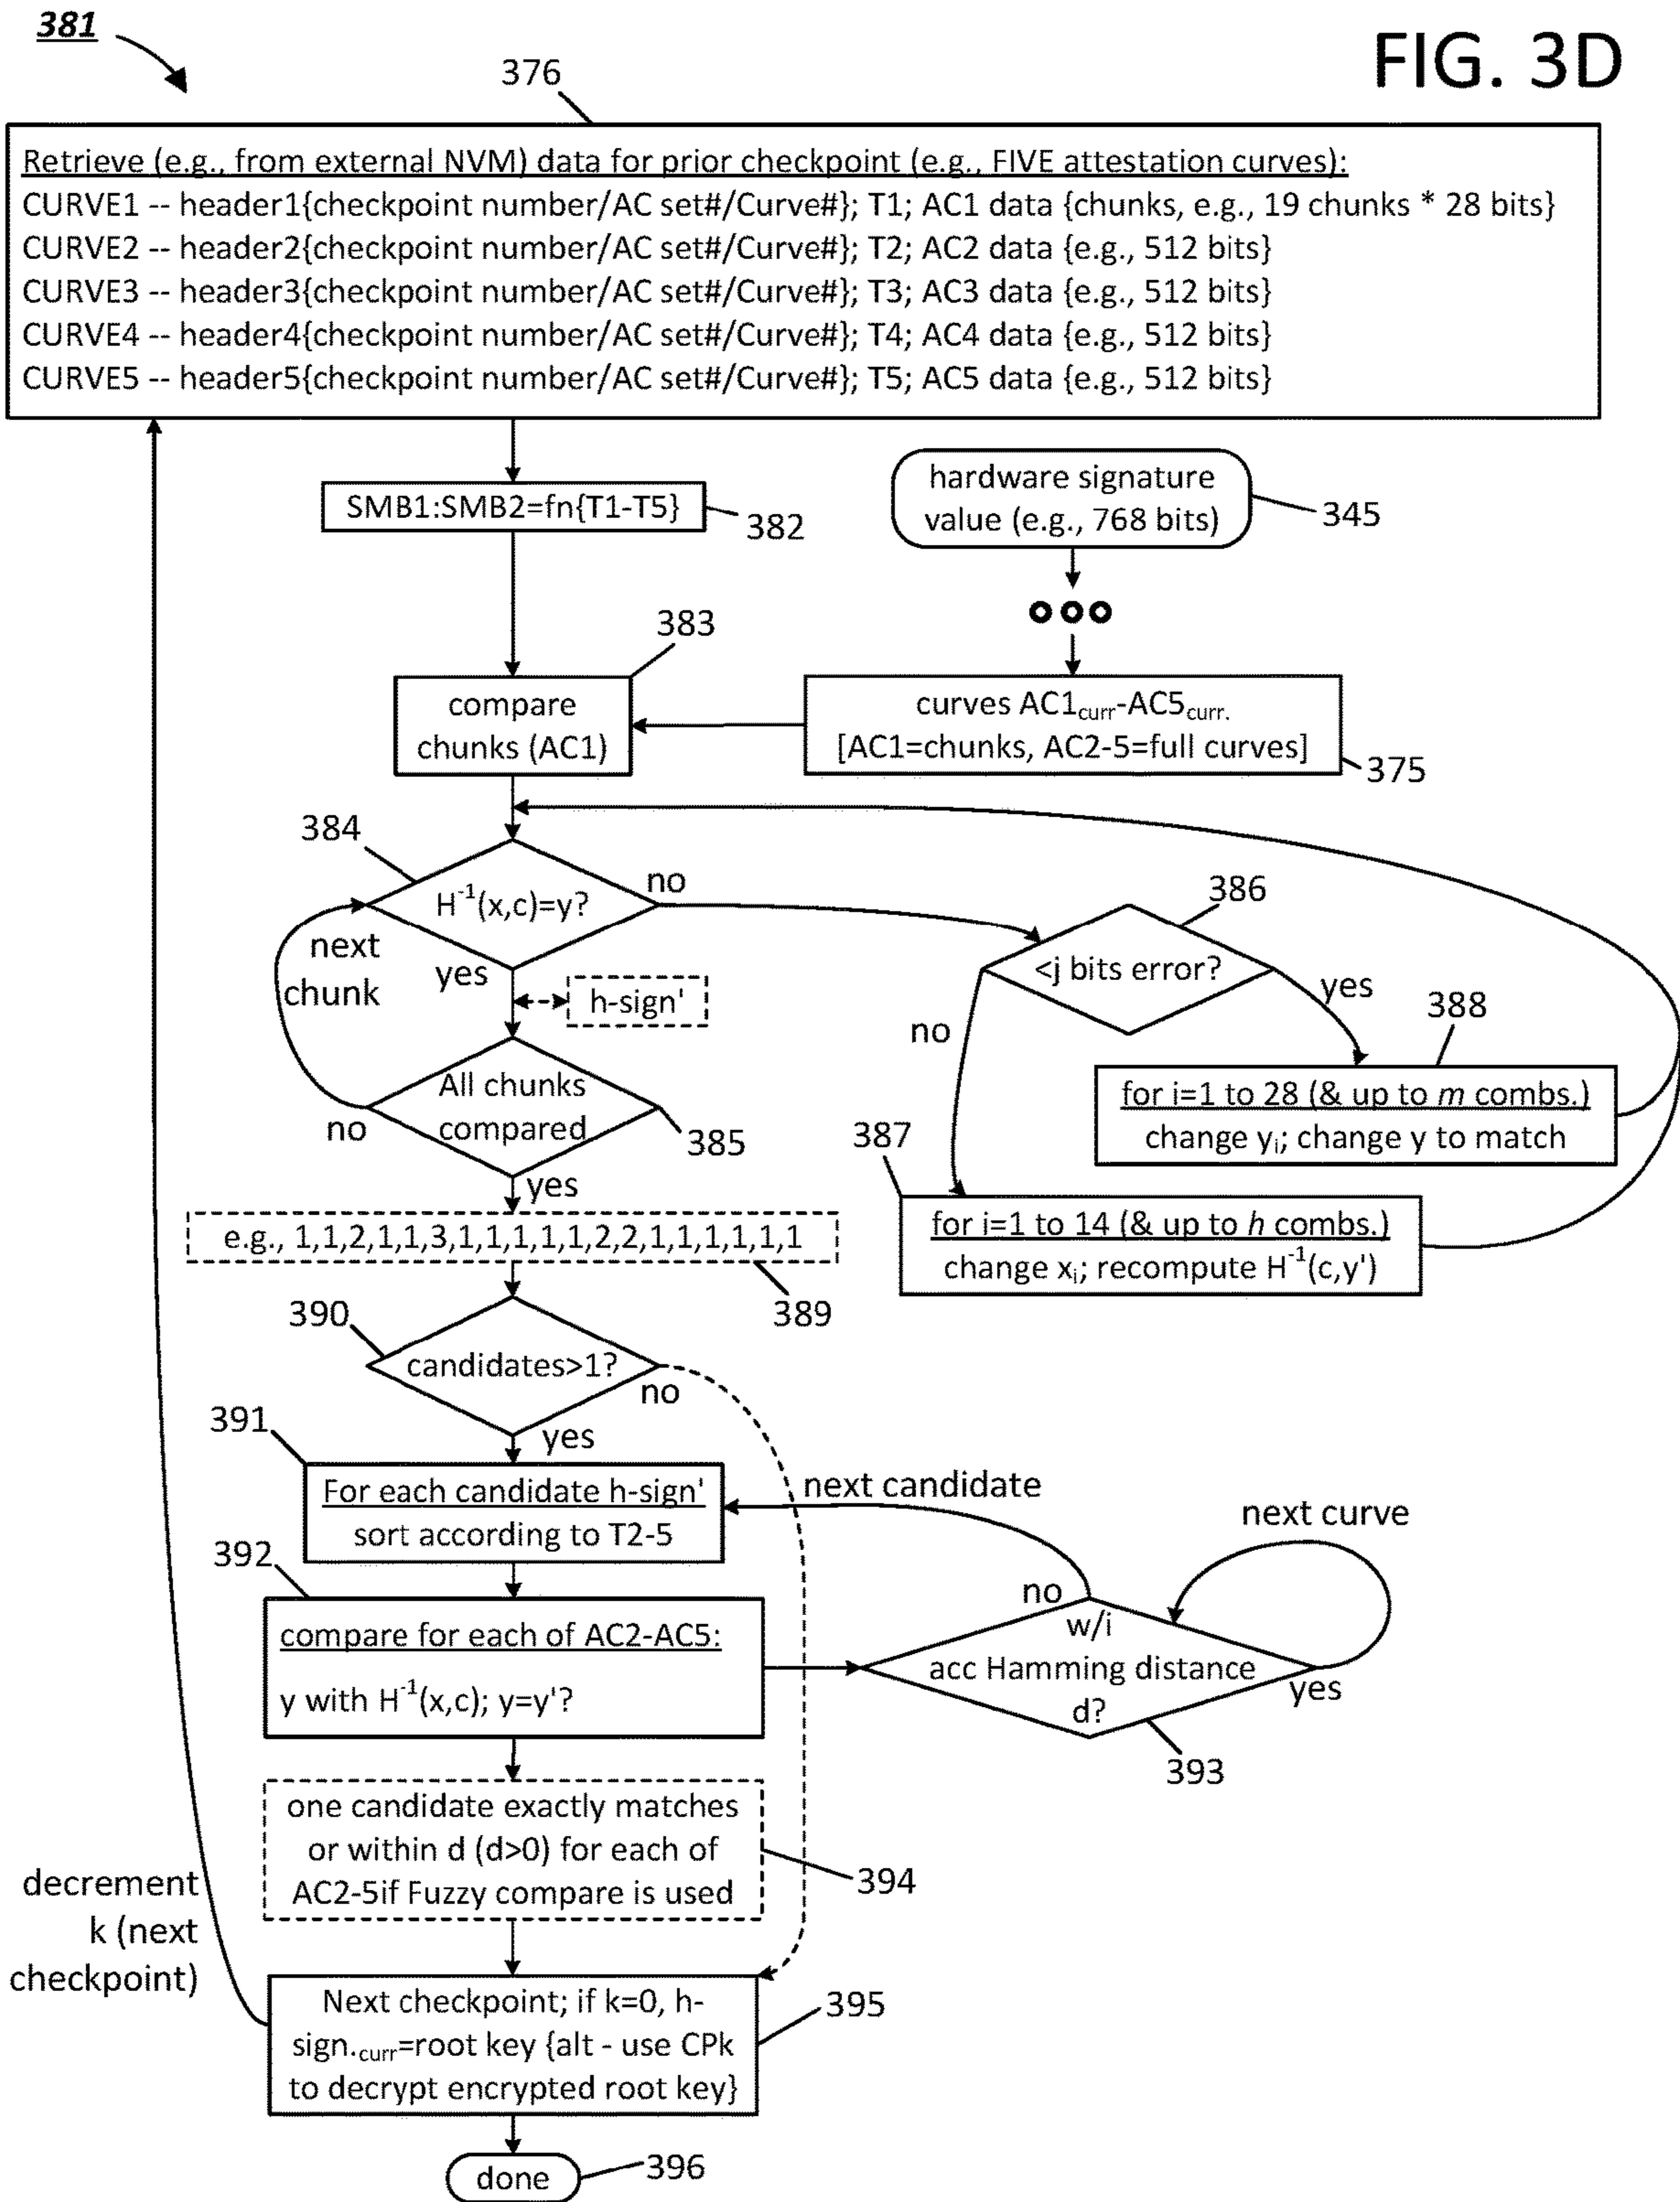 381
FIG. 3D
376
Retrieve (e.g., from external NVM) data for prior checkpoint (e.g., FIVE attestation curves):
CURVE1 -- header1{checkpoint number/AC set#/Curve#}; T1; AC1 data {chunks, e.g., 19 chunks * 28 bits}
CURVE2 -- header2{checkpoint number/AC set#/Curve#}; T2; AC2 data {e.g., 512 bits}
CURVE3 -- header3{checkpoint number/AC set#/Curve#}; T3; AC3 data {e.g., 512 bits}
CURVE4 -- header4{checkpoint number/AC set#/Curve#}; T4; AC4 data {e.g., 512 bits}
CURVE5 -- header5{checkpoint number/AC set#/Curve#}; T5; AC5 data {e.g., 512 bits}
SMB1:SMB2=fn{T1-T5}
382
hardware signature
value (e.g., 768 bits)
345
383
compare
chunks (AC1)
curves AC1curr-AC5curr.
[AC1=chunks, AC2-5=full curves]
375
384
H-1(x,c)=y?
no
yes
next
chunk
h-sign'
386
<j bits error?
yes
no
388
for i=1 to 28 (& up to m combs.)
change yi; change y to match
387
for i=1 to 14 (& up to h combs.)
change xi; recompute H-1(c,y')
All chunks
compared
no
385
yes
e.g., 1,1,2,1,1,3,1,1,1,1,1,2,2,1,1,1,1,1,1
389
390
candidates>1?
no
yes
391
For each candidate h-sign'
sort according to T2-5
next candidate
next curve
392
compare for each of AC2-AC5:
y with H-1(x,c); y=y'?
no
w/i
acc Hamming distance
d?
yes
393
one candidate exactly matches
or within d (d>0) for each of
AC2-5if Fuzzy compare is used
394
decrement
k (next
checkpoint)
Next checkpoint; if k=0, h-
sign.curr=root key {alt - use CPk
to decrypt encrypted root key}
395
done
396